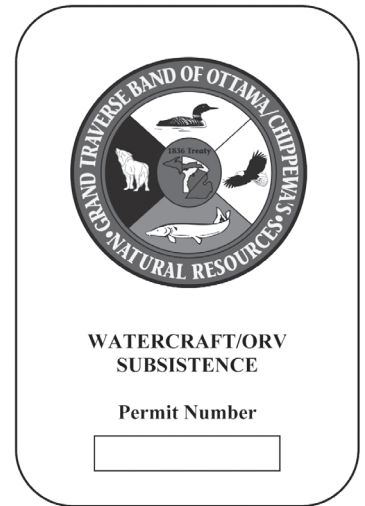 GRAND TRAVERSE BAND OF OTTAWA/CHIPPEWA'S
•NATURAL RESOURCES•
1836 Treaty
WATERCRAFT/ORV
SUBSISTENCE
Permit Number